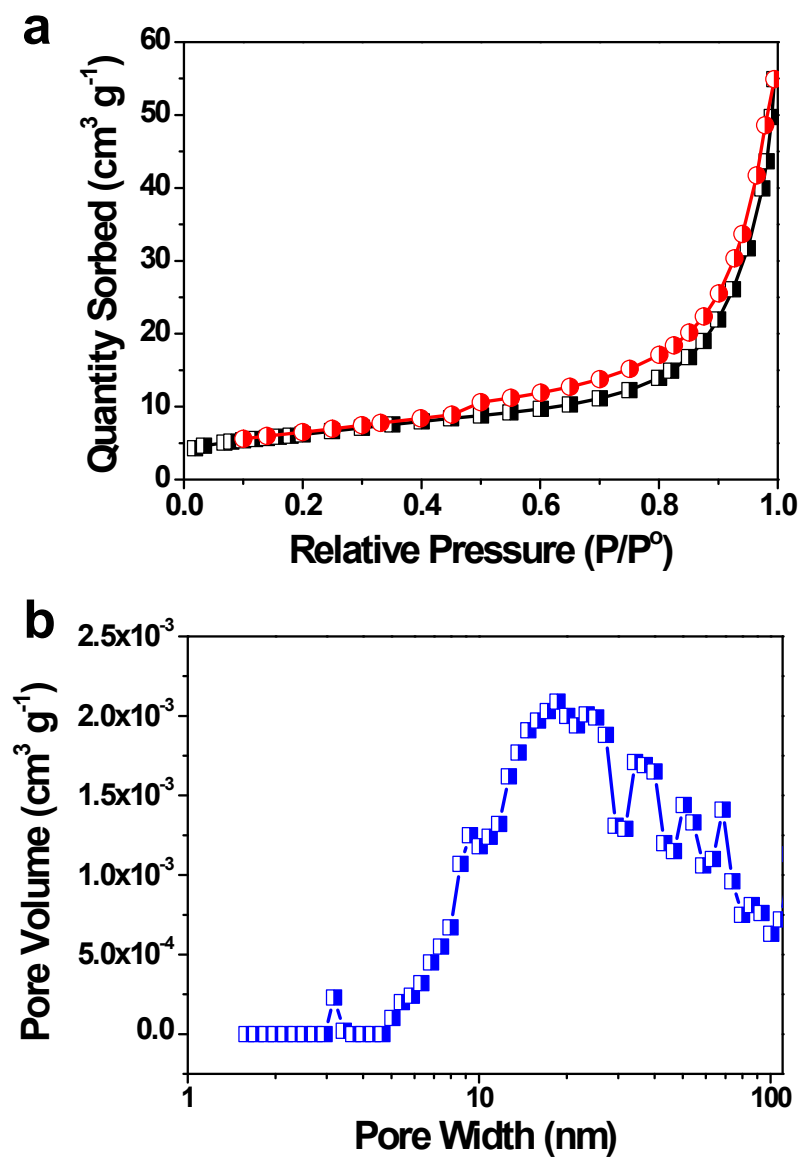 a
60
50
40
30
20
10
0
0.0 0.2 0.4 0.6 0.8 1.0
Quantity Sorbed (cm³ g⁻¹)
Relative Pressure (P/Pᵒ)
b
2.5x10⁻³
2.0x10⁻³
1.5x10⁻³
1.0x10⁻³
5.0x10⁻⁴
0.0
1 10 100
Pore Volume (cm³ g⁻¹)
Pore Width (nm)